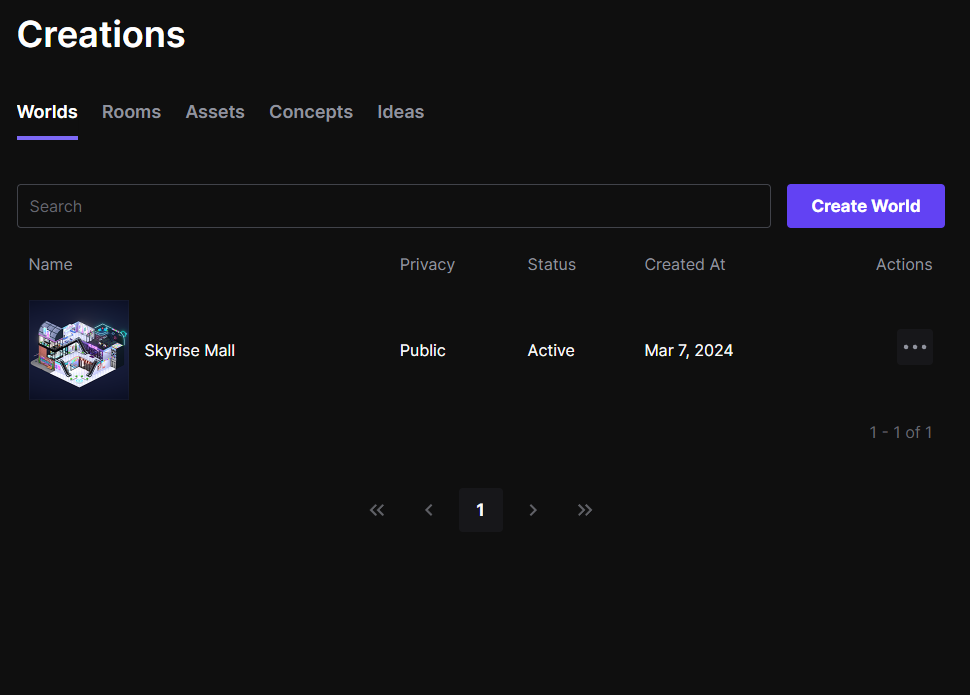 Creations
Worlds Rooms Assets Concepts Ideas
Search Create World
Name Privacy Status Created At Actions
Skyrise Mall Public Active Mar 7, 2024
1 - 1 of 1
1